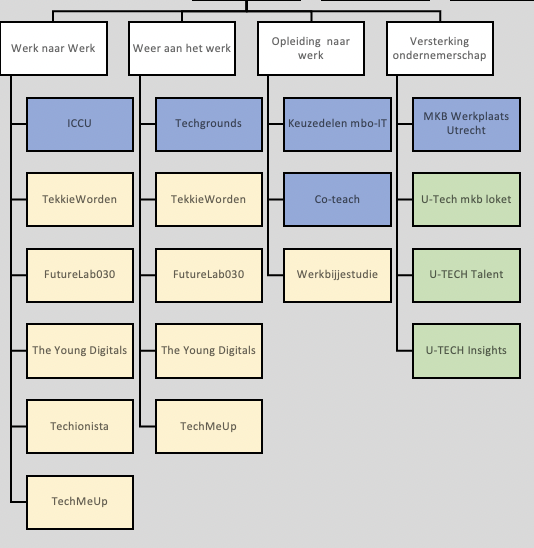 Werk naar Werk
ICCU
TekkieWorden
FutureLab030
The Young Digitals
Techionista
TechMeUp
Weer aan het werk
Techgrounds
TekkieWorden
FutureLab030
The Young Digitals
TechMeUp
Opleiding naar
werk
Keuzedelen mbo-IT
Co-teach
Werkbijjestudie
Versterking
ondernemerschap
MKB Werkplaats
Utrecht
U-Tech mkb loket
U-TECH Talent
U-TECH Insights